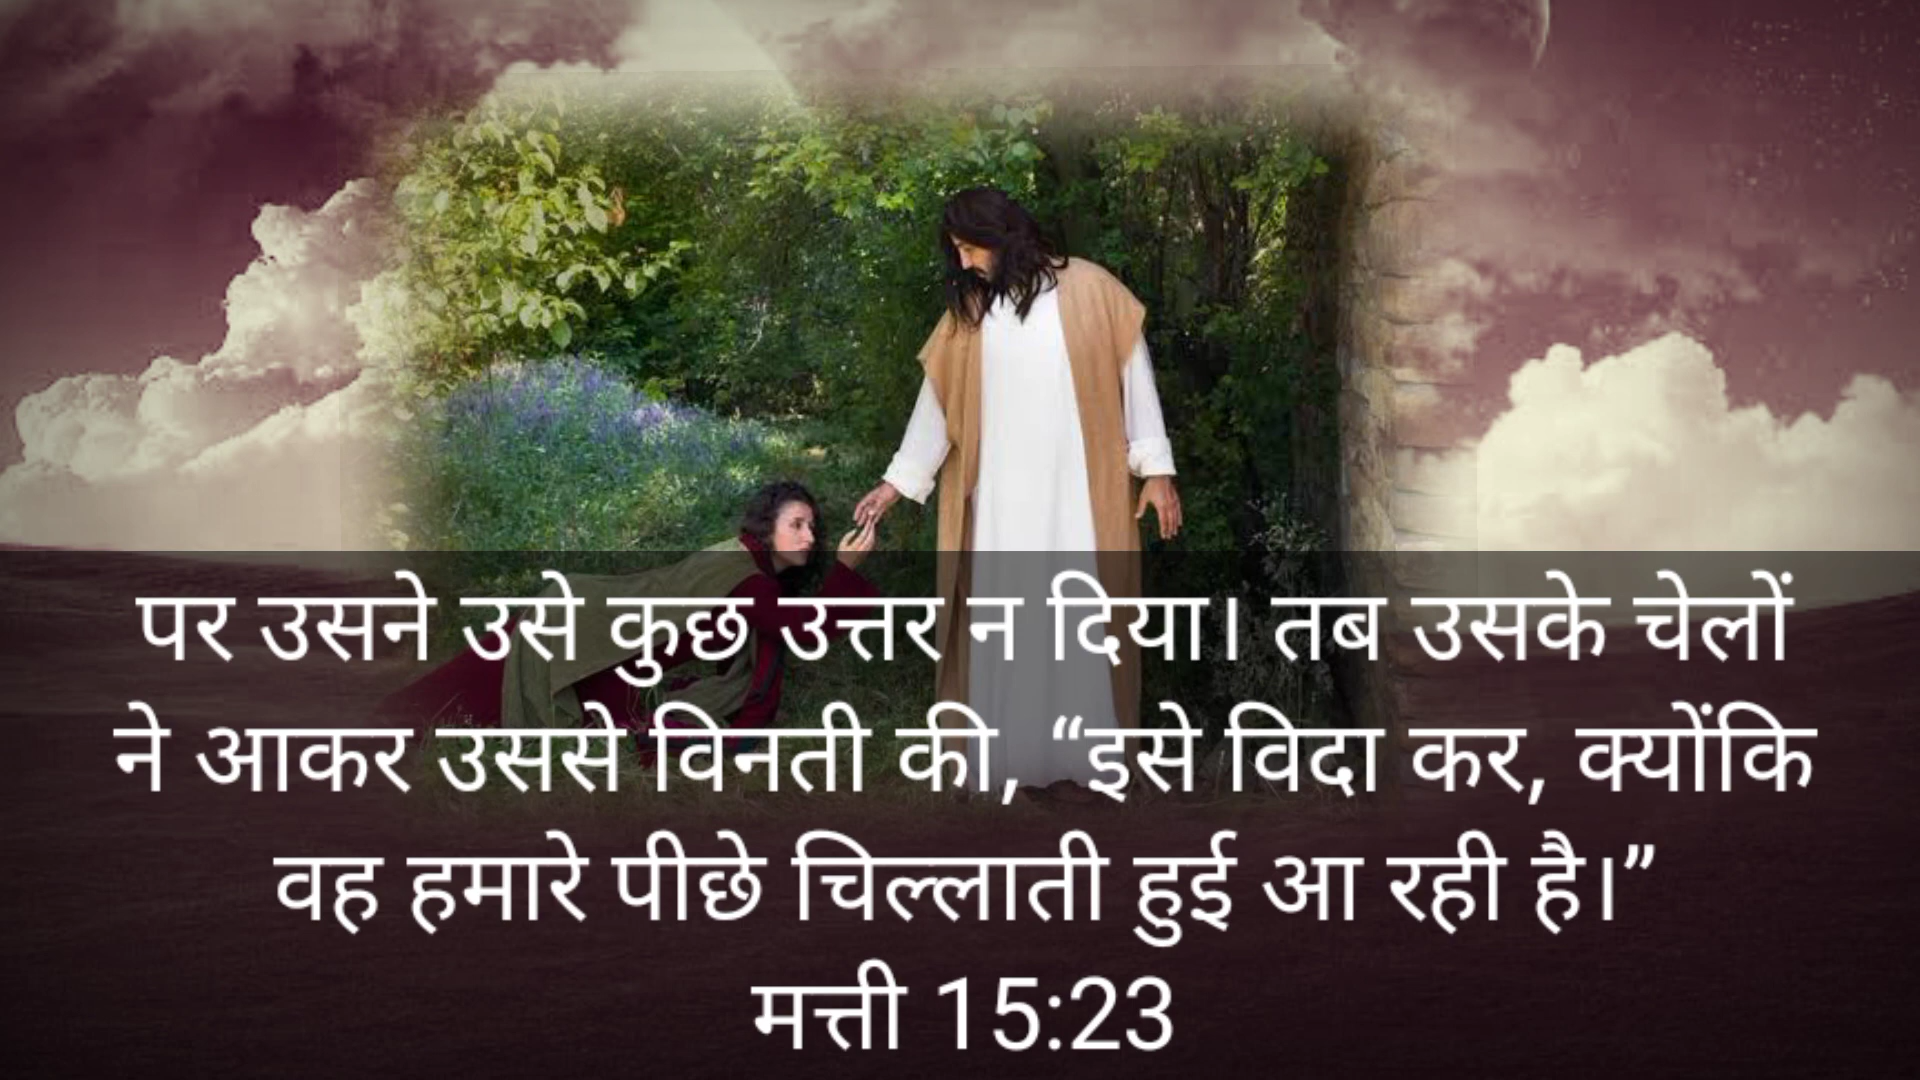 पर उसने उसे कुछ उत्तर न दिया। तब उसके चेलों
ने आकर उससे विनती की, “इसे विदा कर, क्योंकि
वह हमारे पीछे चिल्लाती हुई आ रही है।”
मत्ती 15:23